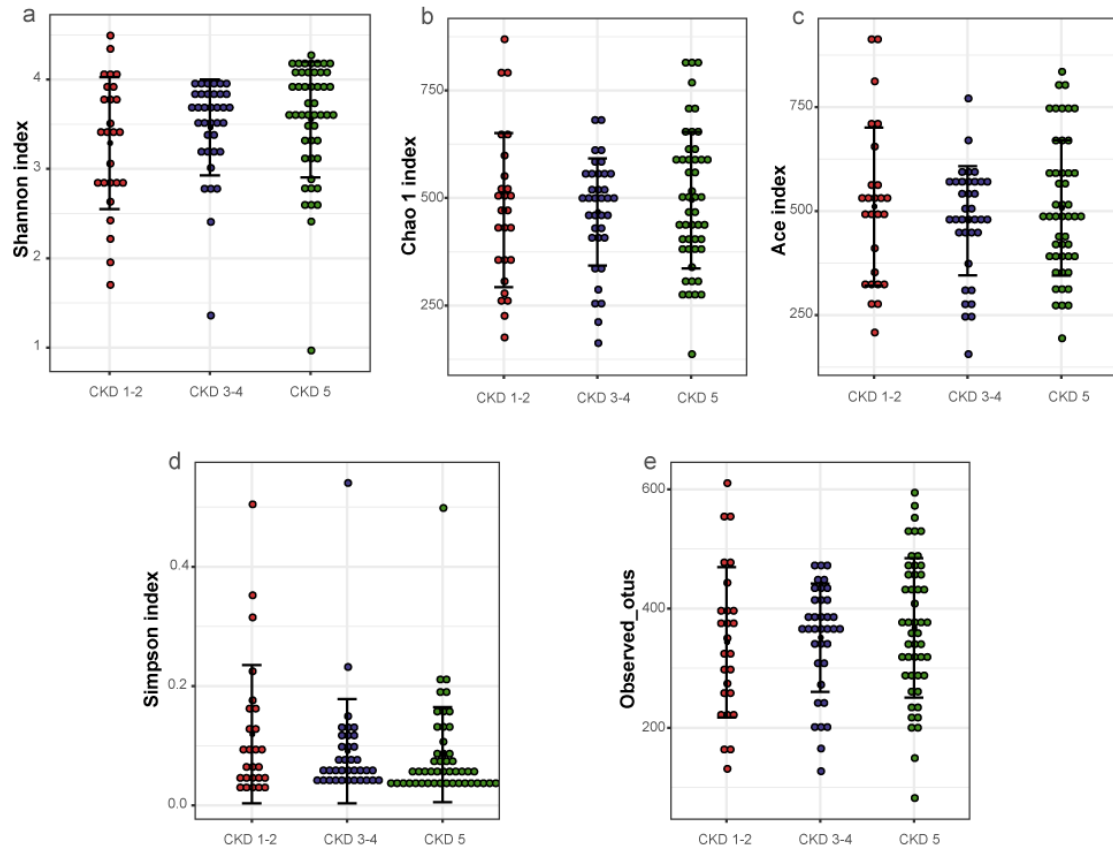 a
Shannon index
4
3
2
1
CKD 1-2
CKD 3-4
CKD 5
b
Chao 1 index
750
500
250
CKD 1-2
CKD 3-4
CKD 5
c
Ace index
750
500
250
CKD 1-2
CKD 3-4
CKD 5
d
Simpson index
0.4
0.2
0.0
CKD 1-2
CKD 3-4
CKD 5
e
Observed_otus
600
400
200
CKD 1-2
CKD 3-4
CKD 5